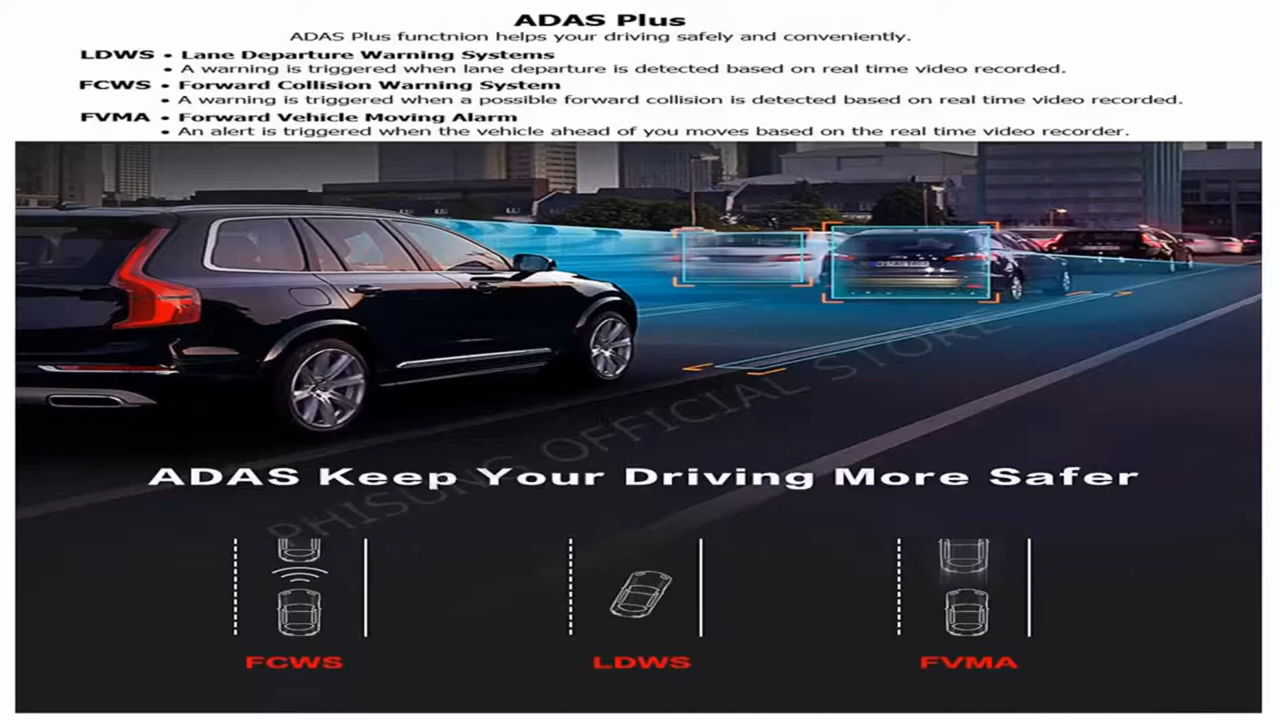 ADAS Plus
ADAS Plus functnion helps your driving safely and conveniently.
LDWS • Lane Departure Warning Systems
• A warning is triggered when lane departure is detected based on real time video recorded.
FCWS • Forward Collision Warning System
• A warning is triggered when a possible forward collision is detected based on real time video recorded.
FVMA • Forward Vehicle Moving Alarm
• An alert is triggered when the vehicle ahead of you moves based on the real time video recorder.
PHISUNG OFFICIAL STORE
ADAS Keep Your Driving More Safer
FCWS LDWS FVMA